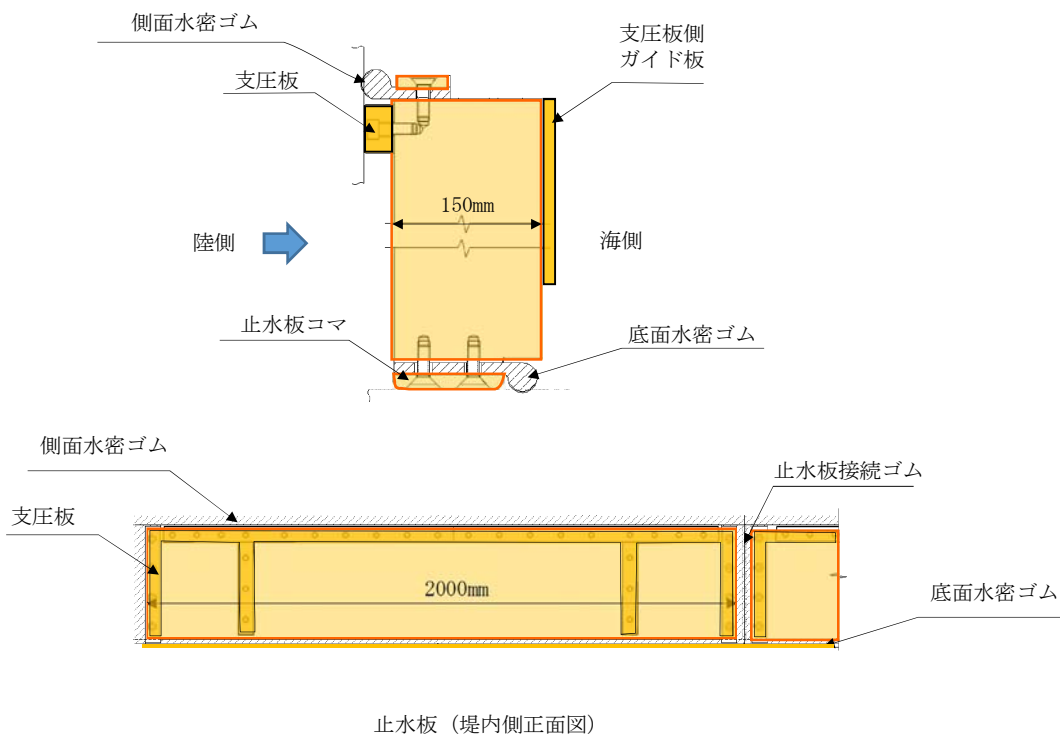 側面水密ゴム
支圧板
支圧板側
ガイド板
150mm
陸側
海側
止水板コマ
底面水密ゴム
側面水密ゴム
止水板接続ゴム
支圧板
2000mm
底面水密ゴム
止水板（堤内側正面図）